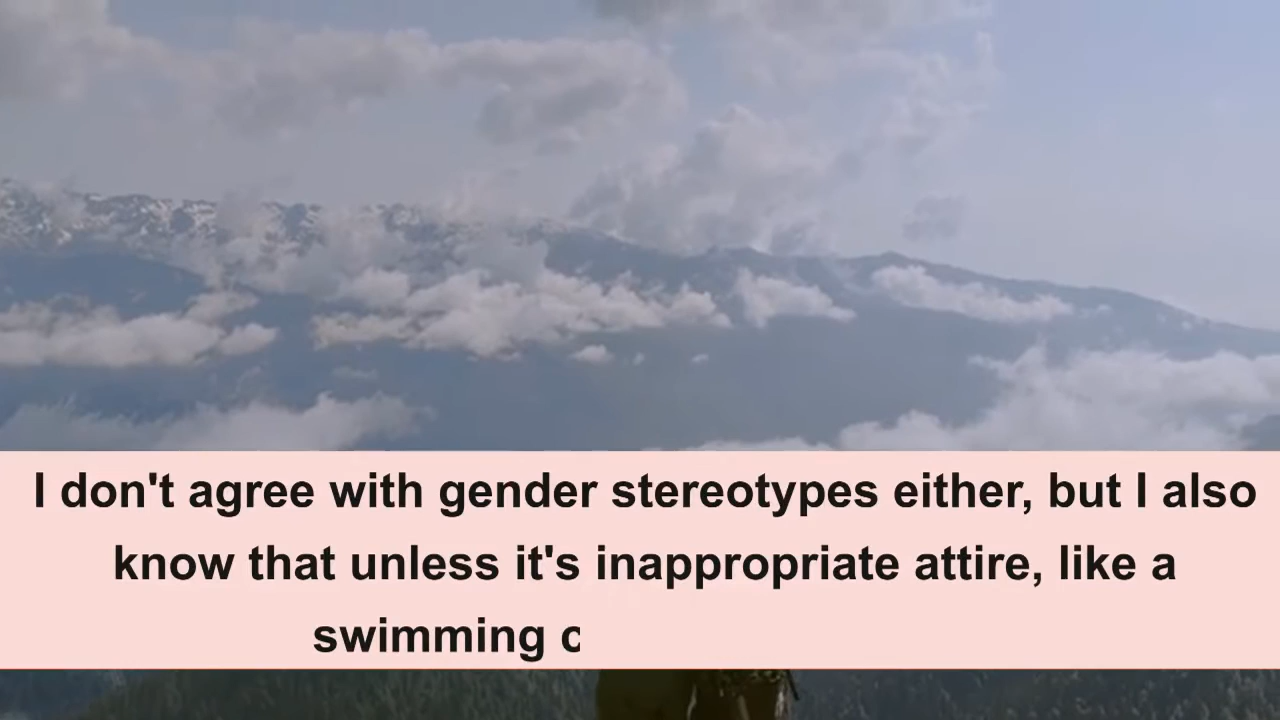 I don't agree with gender stereotypes either, but I also
know that unless it's inappropriate attire, like a
swimming